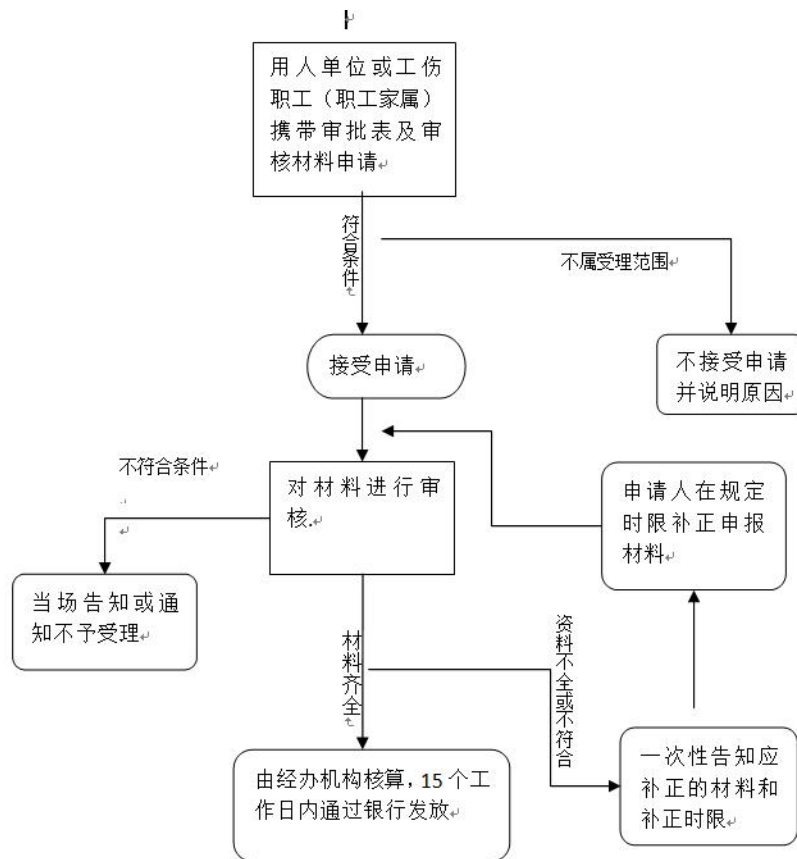 用人单位或工伤
职工（职工家属）
携带审批表及审
核材料申请
符合条件
不属受理范围
接受申请
不接受申请
并说明原因
不符合条件
对材料进行审
核.
申请人在规定
时限补正申报
材料
当场告知或通
知不予受理
材料齐全
资料不全或不符合
由经办机构核算，15个工
作日内通过银行发放
一次性告知应
补正的材料和
补正时限